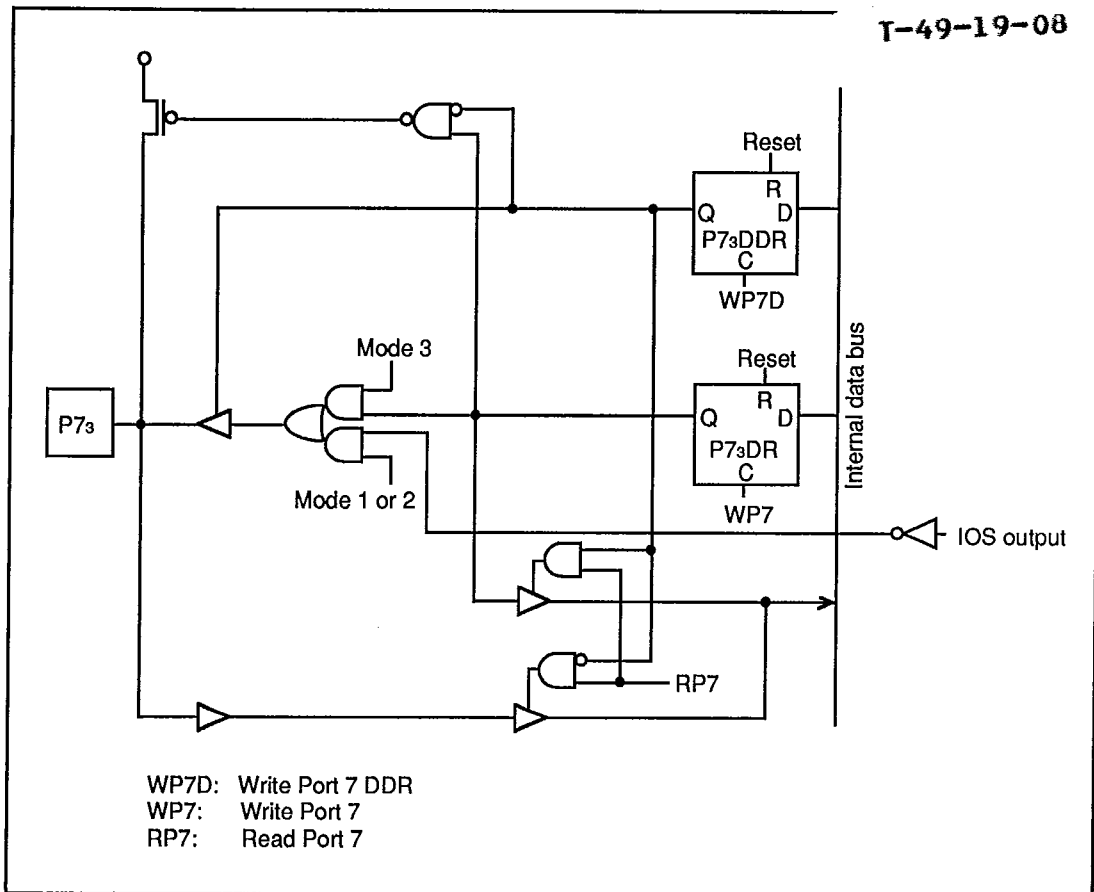 T-49-19-08
Reset
R
Q D
P7₃DDR
C
WP7D
Mode 3
Reset
R
Q D
P7₃
P7₃DR
C
Mode 1 or 2
WP7
Internal data bus
IOS output
RP7
WP7D: Write Port 7 DDR
WP7: Write Port 7
RP7: Read Port 7